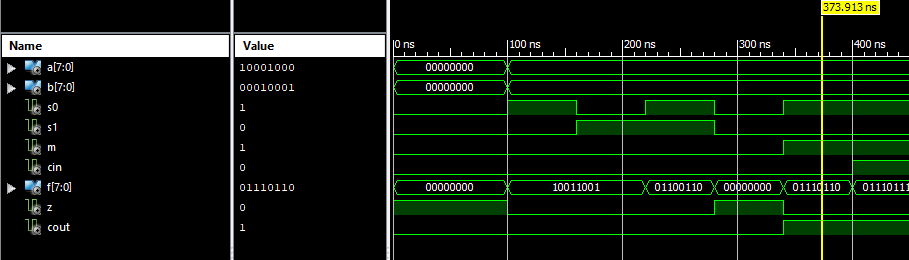 373.913 ns
Name Value 0 ns 100 ns 200 ns 300 ns 400 ns
a[7:0] 10001000 00000000
b[7:0] 00010001 00000000
s0 1
s1 0
m 1
cin 0
f[7:0] 01110110 00000000 10011001 01100110 00000000 01110110 01110111
z 0
cout 1